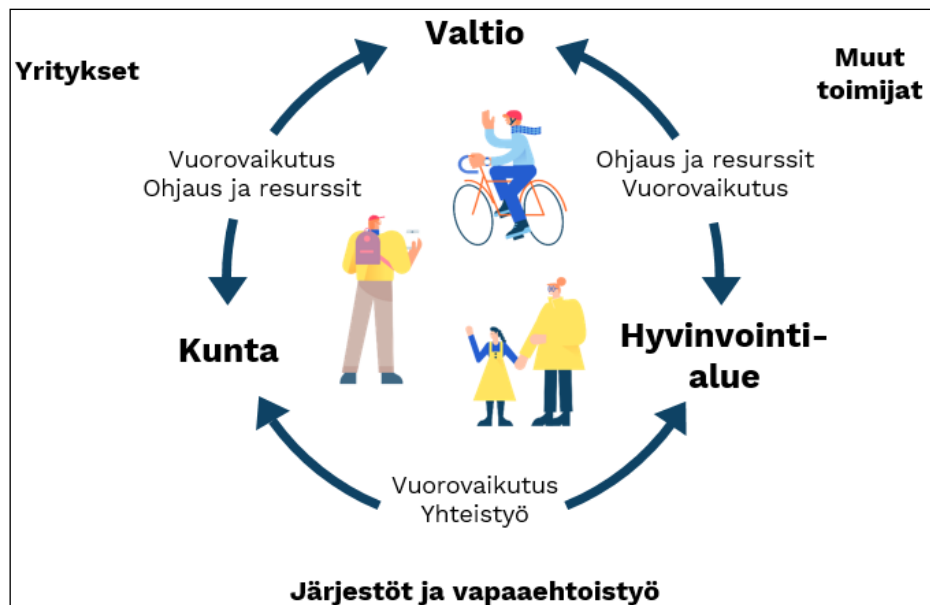 Valtio
Yritykset
Muut
toimijat
Vuorovaikutus
Ohjaus ja resurssit
Ohjaus ja resurssit
Vuorovaikutus
Kunta
Hyvinvointi-
alue
Vuorovaikutus
Yhteistyö
Järjestöt ja vapaaehtoistyö